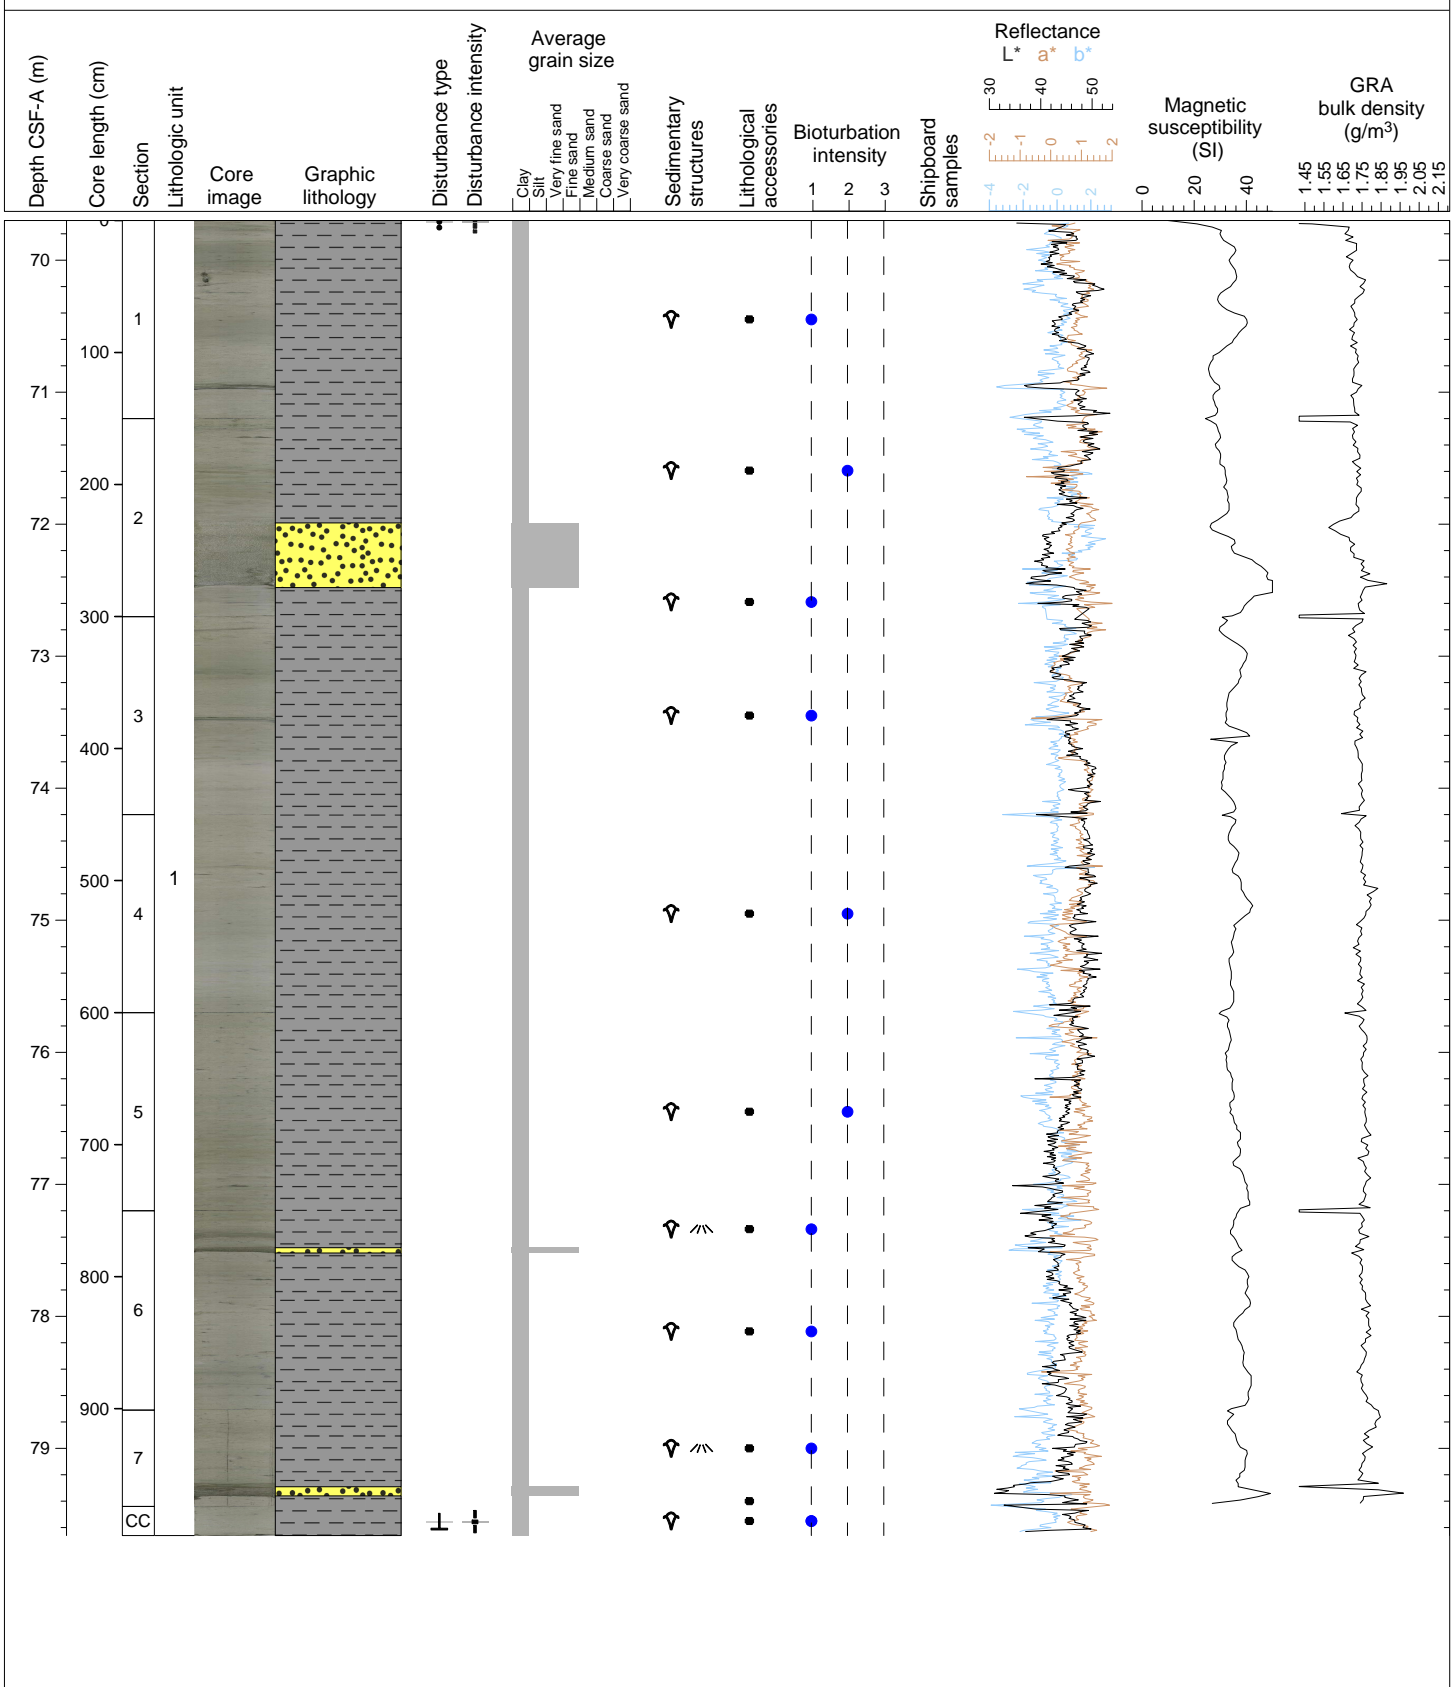 Depth CSF-A (m)
Core length (cm)
Section
Lithologic unit
Core
image
Graphic
lithology
Disturbance type
Disturbance intensity
Average
grain size
Clay
Silt
Very fine sand
Fine sand
Medium sand
Coarse sand
Very coarse sand
Sedimentary
structures
Lithological
accessories
Bioturbation
intensity
1 2 3
Shipboard
samples
Reflectance
L* a* b*
30 40 50
-2 -1 0 1 2
-4 -2 0 2
Magnetic
susceptibility
(SI)
0 20 40
GRA
bulk density
(g/m3)
1.45 1.55 1.65 1.75 1.85 1.95 2.05 2.15
0
70
1
100
71
200
2
72
300
73
3
400
74
500
1
4
75
600
76
5
700
77
800
6
78
900
79
7
CC